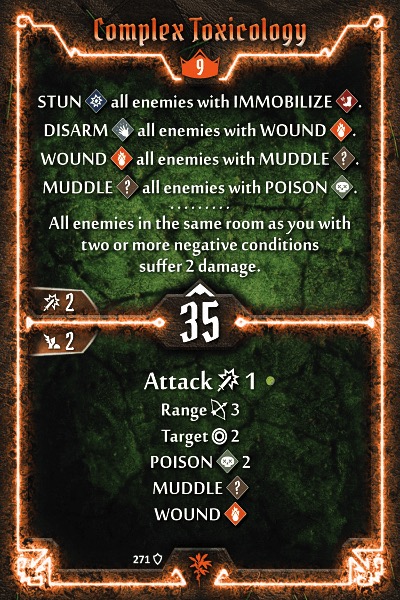 Complex Toxicology
9
STUN all enemies with IMMOBILIZE.
DISARM all enemies with WOUND.
WOUND all enemies with MUDDLE ?.
MUDDLE ? all enemies with POISON.
All enemies in the same room as you with
two or more negative conditions
suffer 2 damage.
2
35
2
Attack 1
Range 3
Target 2
POISON 2
MUDDLE ?
WOUND
271